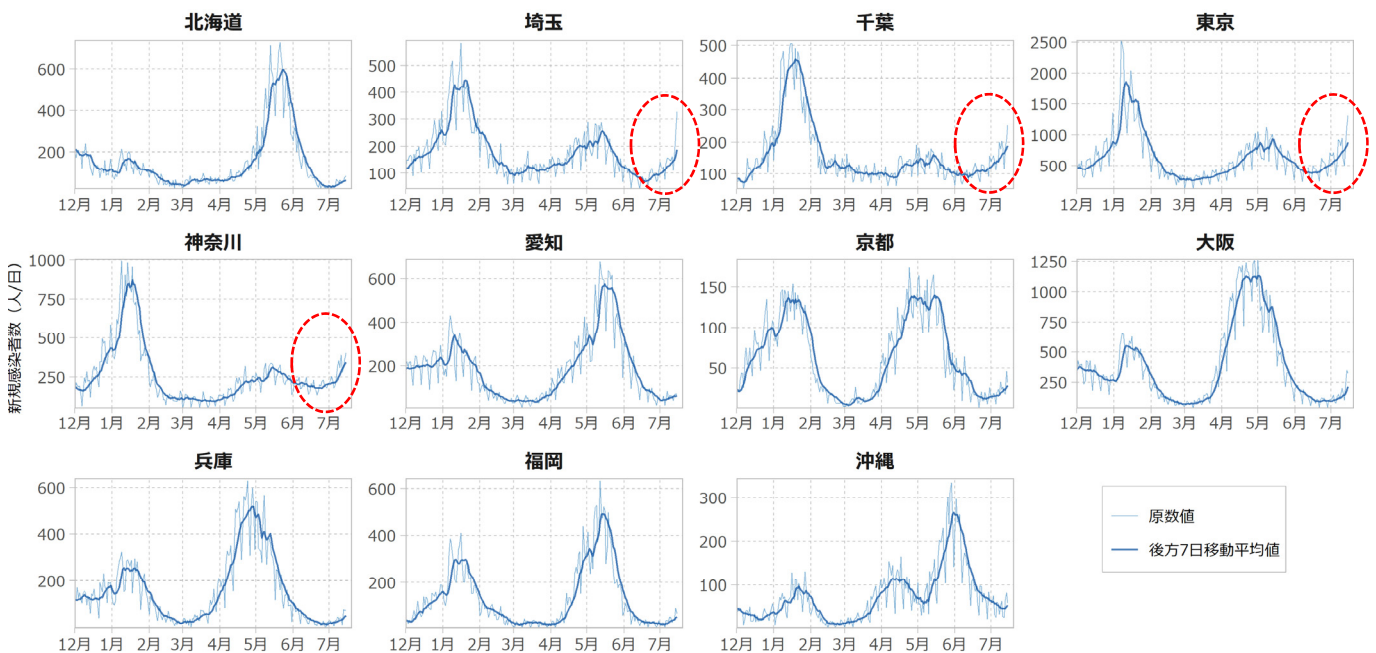 北海道
埼玉
千葉
東京
600
400
200
12月 1月 2月 3月 4月 5月 6月 7月
500
400
300
200
100
12月 1月 2月 3月 4月 5月 6月 7月
500
400
300
200
100
12月 1月 2月 3月 4月 5月 6月 7月
2500
2000
1500
1000
500
12月 1月 2月 3月 4月 5月 6月 7月
新規感染者数（人/日）
神奈川
愛知
京都
大阪
1000
750
500
250
12月 1月 2月 3月 4月 5月 6月 7月
600
400
200
12月 1月 2月 3月 4月 5月 6月 7月
150
100
50
12月 1月 2月 3月 4月 5月 6月 7月
1250
1000
750
500
250
12月 1月 2月 3月 4月 5月 6月 7月
兵庫
福岡
沖縄
600
400
200
12月 1月 2月 3月 4月 5月 6月 7月
600
400
200
12月 1月 2月 3月 4月 5月 6月 7月
300
200
100
12月 1月 2月 3月 4月 5月 6月 7月
原数値
後方7日移動平均値